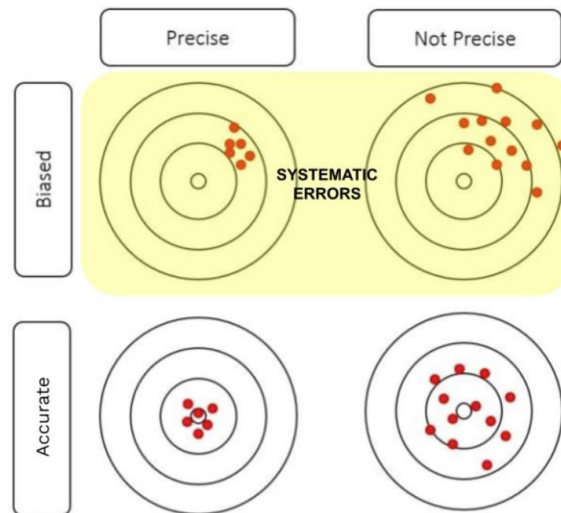 Precise
Not Precise
Biased
SYSTEMATIC
ERRORS
Accurate